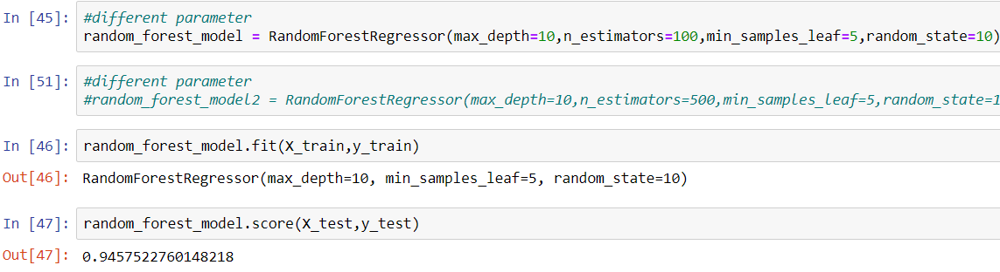 In [45]: #different parameter
random_forest_model = RandomForestRegressor(max_depth=10,n_estimators=100,min_samples_leaf=5,random_state=10)
In [51]: #different parameter
#random_forest_model2 = RandomForestRegressor(max_depth=10,n_estimators=500,min_samples_leaf=5,random_state=1
In [46]: random_forest_model.fit(X_train,y_train)
Out[46]: RandomForestRegressor(max_depth=10, min_samples_leaf=5, random_state=10)
In [47]: random_forest_model.score(X_test,y_test)
Out[47]: 0.9457522760148218